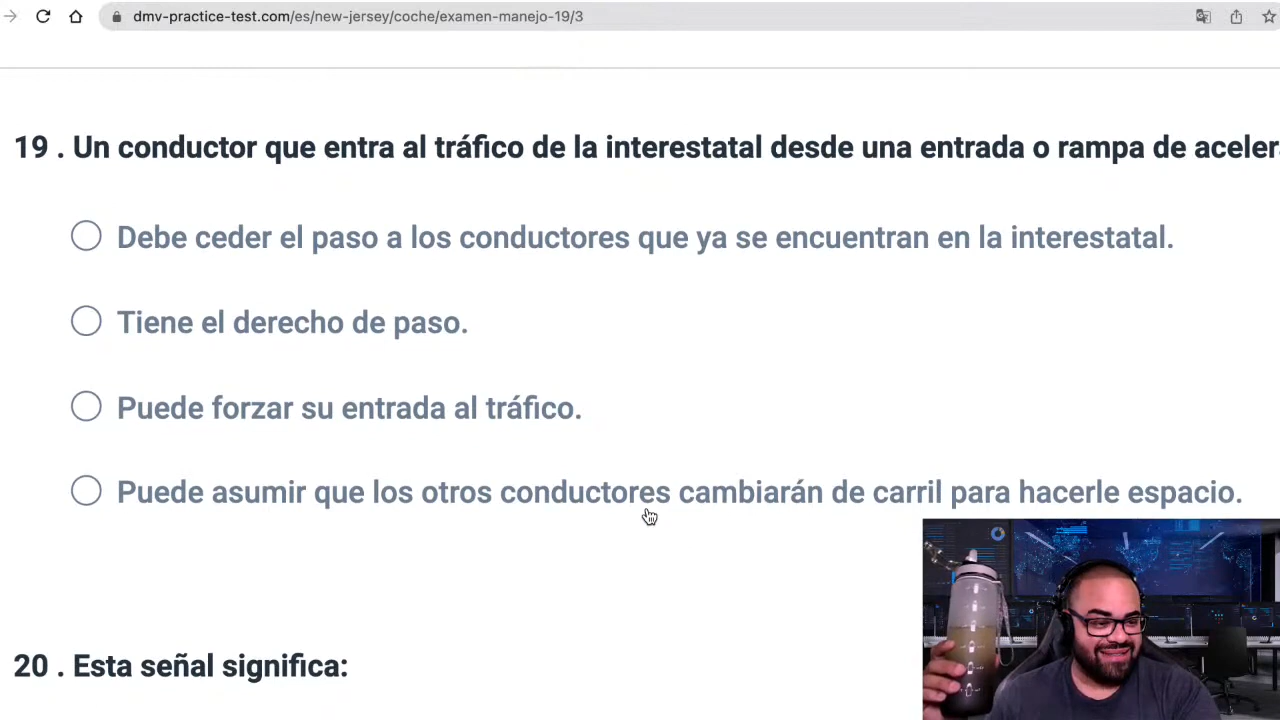 dmv-practice-test.com/es/new-jersey/coche/examen-manejo-19/3
19 . Un conductor que entra al tráfico de la interestatal desde una entrada o rampa de aceler
Debe ceder el paso a los conductores que ya se encuentran en la interestatal.
Tiene el derecho de paso.
Puede forzar su entrada al tráfico.
Puede asumir que los otros conductores cambiarán de carril para hacerle espacio.
20 . Esta señal significa: